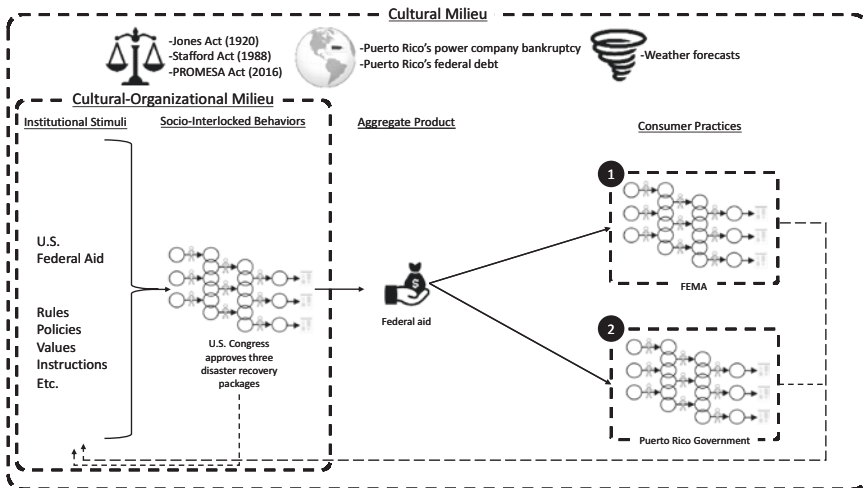 Cultural Milieu
-Jones Act (1920)
-Stafford Act (1988)
-PROMESA Act (2016)
-Puerto Rico's power company bankruptcy
-Puerto Rico's federal debt
-Weather forecasts
Cultural-Organizational Milieu
Institutional Stimuli
Socio-Interlocked Behaviors
Aggregate Product
Consumer Practices
U.S.
Federal Aid
Rules
Policies
Values
Instructions
Etc.
U.S. Congress
approves three
disaster recovery
packages
$
Federal aid
1
FEMA
2
Puerto Rico Government